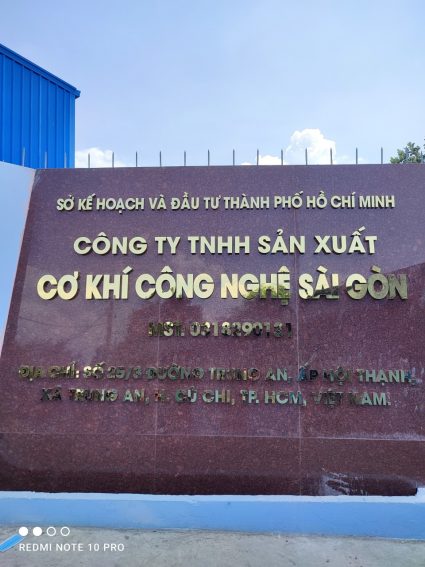 SỞ KẾ HOẠCH VÀ ĐẦU TƯ THÀNH PHỐ HỒ CHÍ MINH
CÔNG TY TNHH SẢN XUẤT
CƠ KHÍ CÔNG NGHỆ SÀI GÒN
MST:
ĐỊA CHỈ: SỐ 25/3 ĐƯỜNG TRUNG AN, ẤP HỘI THẠNH,
XÃ TRUNG AN, H. CỦ CHI, TP. HCM, VIỆT NAM.
REDMI NOTE 10 PRO